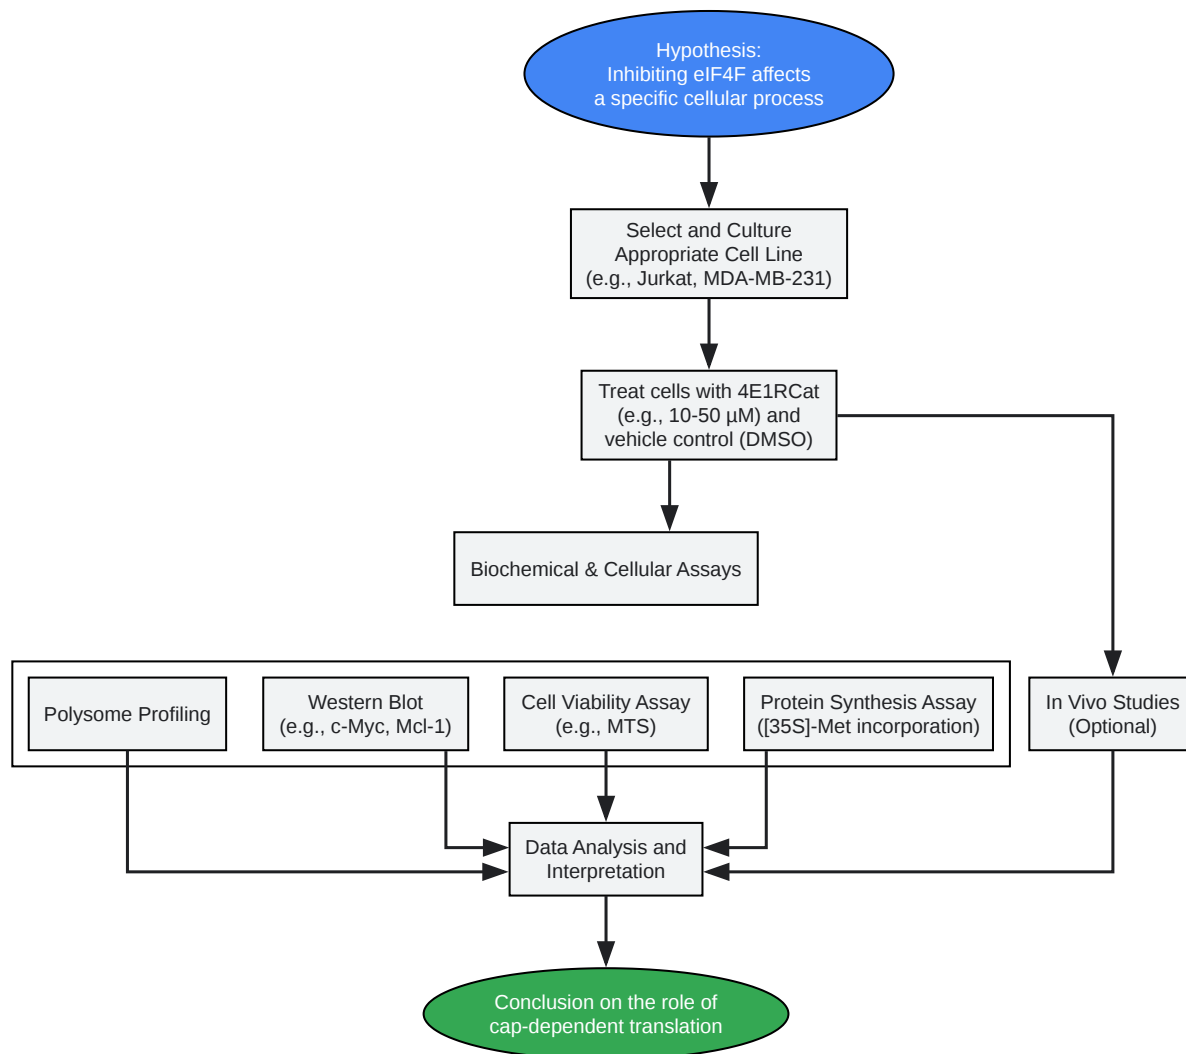 Hypothesis:
Inhibiting eIF4F affects
a specific cellular process
Select and Culture
Appropriate Cell Line
(e.g., Jurkat, MDA-MB-231)
Treat cells with 4E1RCat
(e.g., 10-50 µM) and
vehicle control (DMSO)
Biochemical & Cellular Assays
Polysome Profiling
Western Blot
(e.g., c-Myc, Mcl-1)
Cell Viability Assay
(e.g., MTS)
Protein Synthesis Assay
([35S]-Met incorporation)
In Vivo Studies
(Optional)
Data Analysis and
Interpretation
Conclusion on the role of
cap-dependent translation